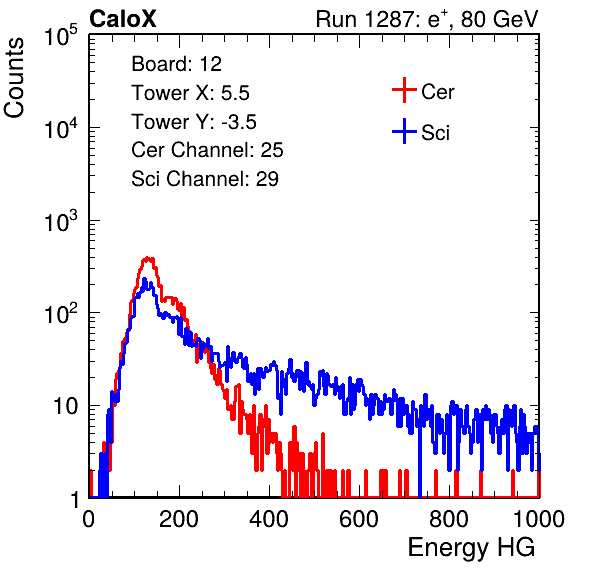 CaloX Run 1287: e⁺, 80 GeV
Counts
Board: 12
Tower X: 5.5
Tower Y: -3.5
Cer Channel: 25
Sci Channel: 29
Cer
Sci
10⁵
10⁴
10³
10²
10
1
0 200 400 600 800 1000
Energy HG